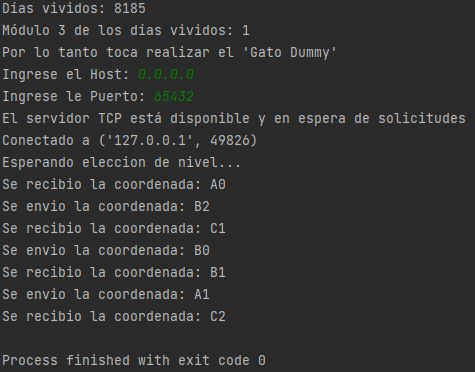 Días vividos: 8185
Módulo 3 de los días vividos: 1
Por lo tanto toca realizar el 'Gato Dummy'
Ingrese el Host: 0.0.0.0
Ingrese le Puerto: 65432
El servidor TCP está disponible y en espera de solicitudes
Conectado a ('127.0.0.1', 49826)
Esperando eleccion de nivel...
Se recibio la coordenada: A0
Se envio la coordenada: B2
Se recibio la coordenada: C1
Se envio la coordenada: B0
Se recibio la coordenada: B1
Se envio la coordenada: A1
Se recibio la coordenada: C2
Process finished with exit code 0